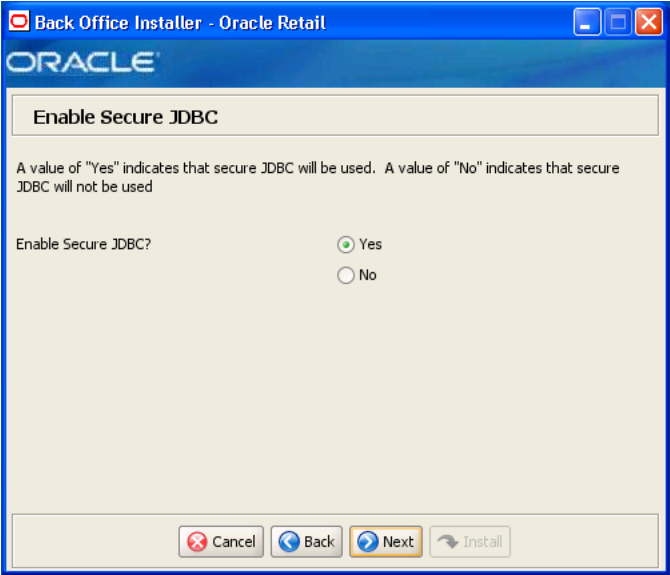 Back Office Installer - Oracle Retail
ORACLE
Enable Secure JDBC
A value of "Yes" indicates that secure JDBC will be used. A value of "No" indicates that secure
JDBC will not be used
Enable Secure JDBC? Yes
No
Cancel Back Next Install